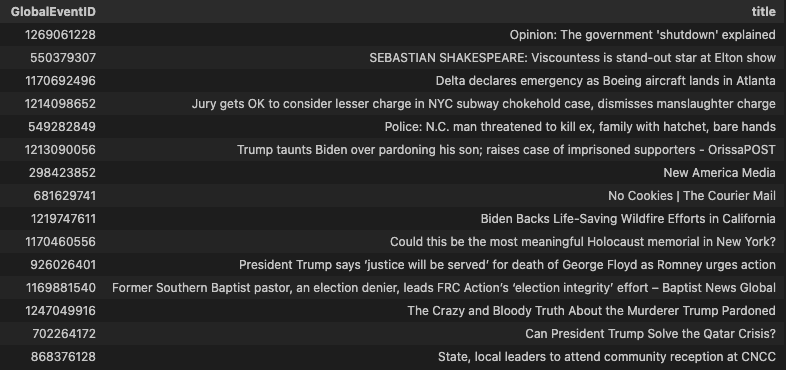 GlobalEventID title
1269061228 Opinion: The government 'shutdown' explained
550379307 SEBASTIAN SHAKESPEARE: Viscountess is stand-out star at Elton show
1170692496 Delta declares emergency as Boeing aircraft lands in Atlanta
1214098652 Jury gets OK to consider lesser charge in NYC subway chokehold case, dismisses manslaughter charge
549282849 Police: N.C. man threatened to kill ex, family with hatchet, bare hands
1213090056 Trump taunts Biden over pardoning his son; raises case of imprisoned supporters - OrissaPOST
298423852 New America Media
681629741 No Cookies | The Courier Mail
1219747611 Biden Backs Life-Saving Wildfire Efforts in California
1170460556 Could this be the most meaningful Holocaust memorial in New York?
926026401 President Trump says ‘justice will be served’ for death of George Floyd as Romney urges action
1169881540 Former Southern Baptist pastor, an election denier, leads FRC Action’s ‘election integrity’ effort – Baptist News Global
1247049916 The Crazy and Bloody Truth About the Murderer Trump Pardoned
702264172 Can President Trump Solve the Qatar Crisis?
868376128 State, local leaders to attend community reception at CNCC